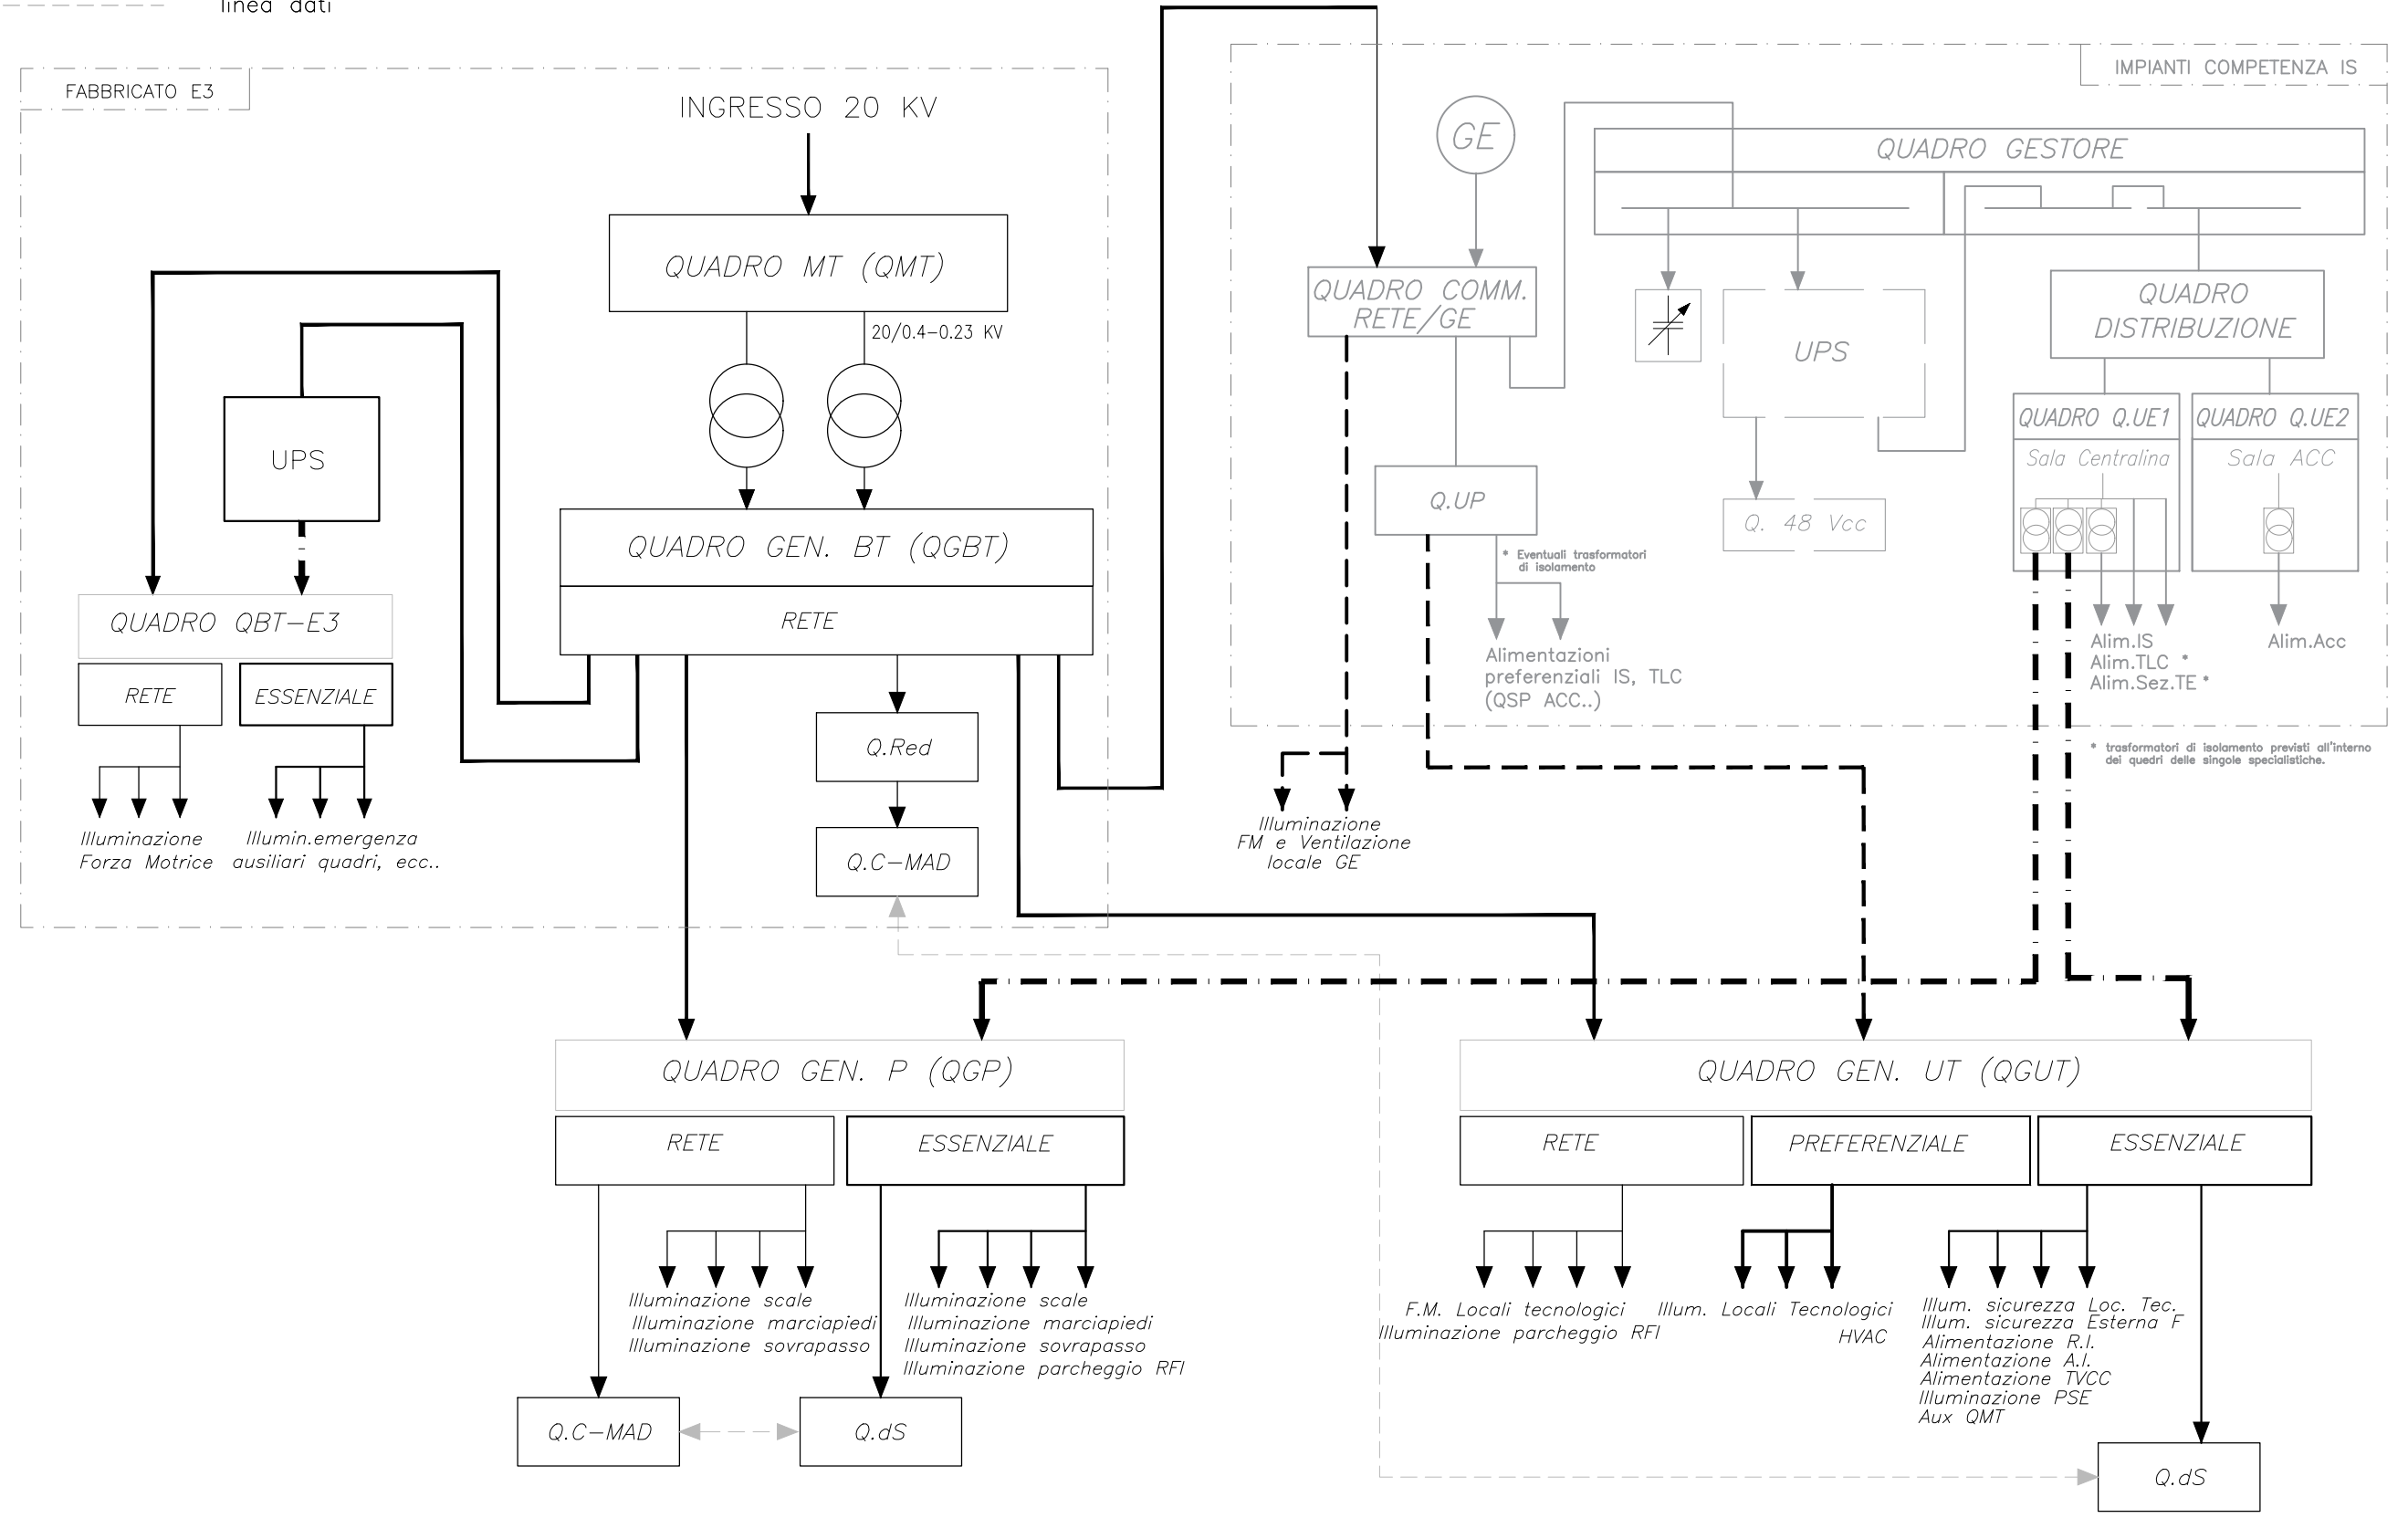 linea dati
FABBRICATO E3
INGRESSO 20 KV
QUADRO MT (QMT)
20/0.4-0.23 KV
UPS
QUADRO GEN. BT (QGBT)
RETE
QUADRO QBT-E3
RETE
ESSENZIALE
Illuminazione
Forza Motrice
Illumin.emergenza
ausiliari quadri, ecc..
Q.Red
Q.C-MAD
IMPIANTI COMPETENZA IS
GE
QUADRO GESTORE
QUADRO COMM.
RETE/GE
UPS
QUADRO
DISTRIBUZIONE
QUADRO Q.UE1
Sala Centralina
QUADRO Q.UE2
Sala ACC
Q.UP
Q. 48 Vcc
* Eventuali trasformatori
di isolamento
Alimentazioni
preferenziali IS, TLC
(QSP ACC..)
Alim.IS
Alim.TLC *
Alim.Sez.TE *
Alim.Acc
* trasformatori di isolamento previsti all'interno
dei quedri delle singole specialistiche.
Illuminazione
FM e Ventilazione
locale GE
QUADRO GEN. P (QGP)
RETE
ESSENZIALE
Illuminazione scale
Illuminazione marciapiedi
Illuminazione sovrapasso
Illuminazione scale
Illuminazione marciapiedi
Illuminazione sovrapasso
Illuminazione parcheggio RFI
Q.C-MAD
Q.dS
QUADRO GEN. UT (QGUT)
RETE
PREFERENZIALE
ESSENZIALE
F.M. Locali tecnologici
Illuminazione parcheggio RFI
Illum. Locali Tecnologici
HVAC
Illum. sicurezza Loc. Tec.
Illum. sicurezza Esterna F
Alimentazione R.I.
Alimentazione A.I.
Alimentazione TVCC
Illuminazione PSE
Aux QMT
Q.dS